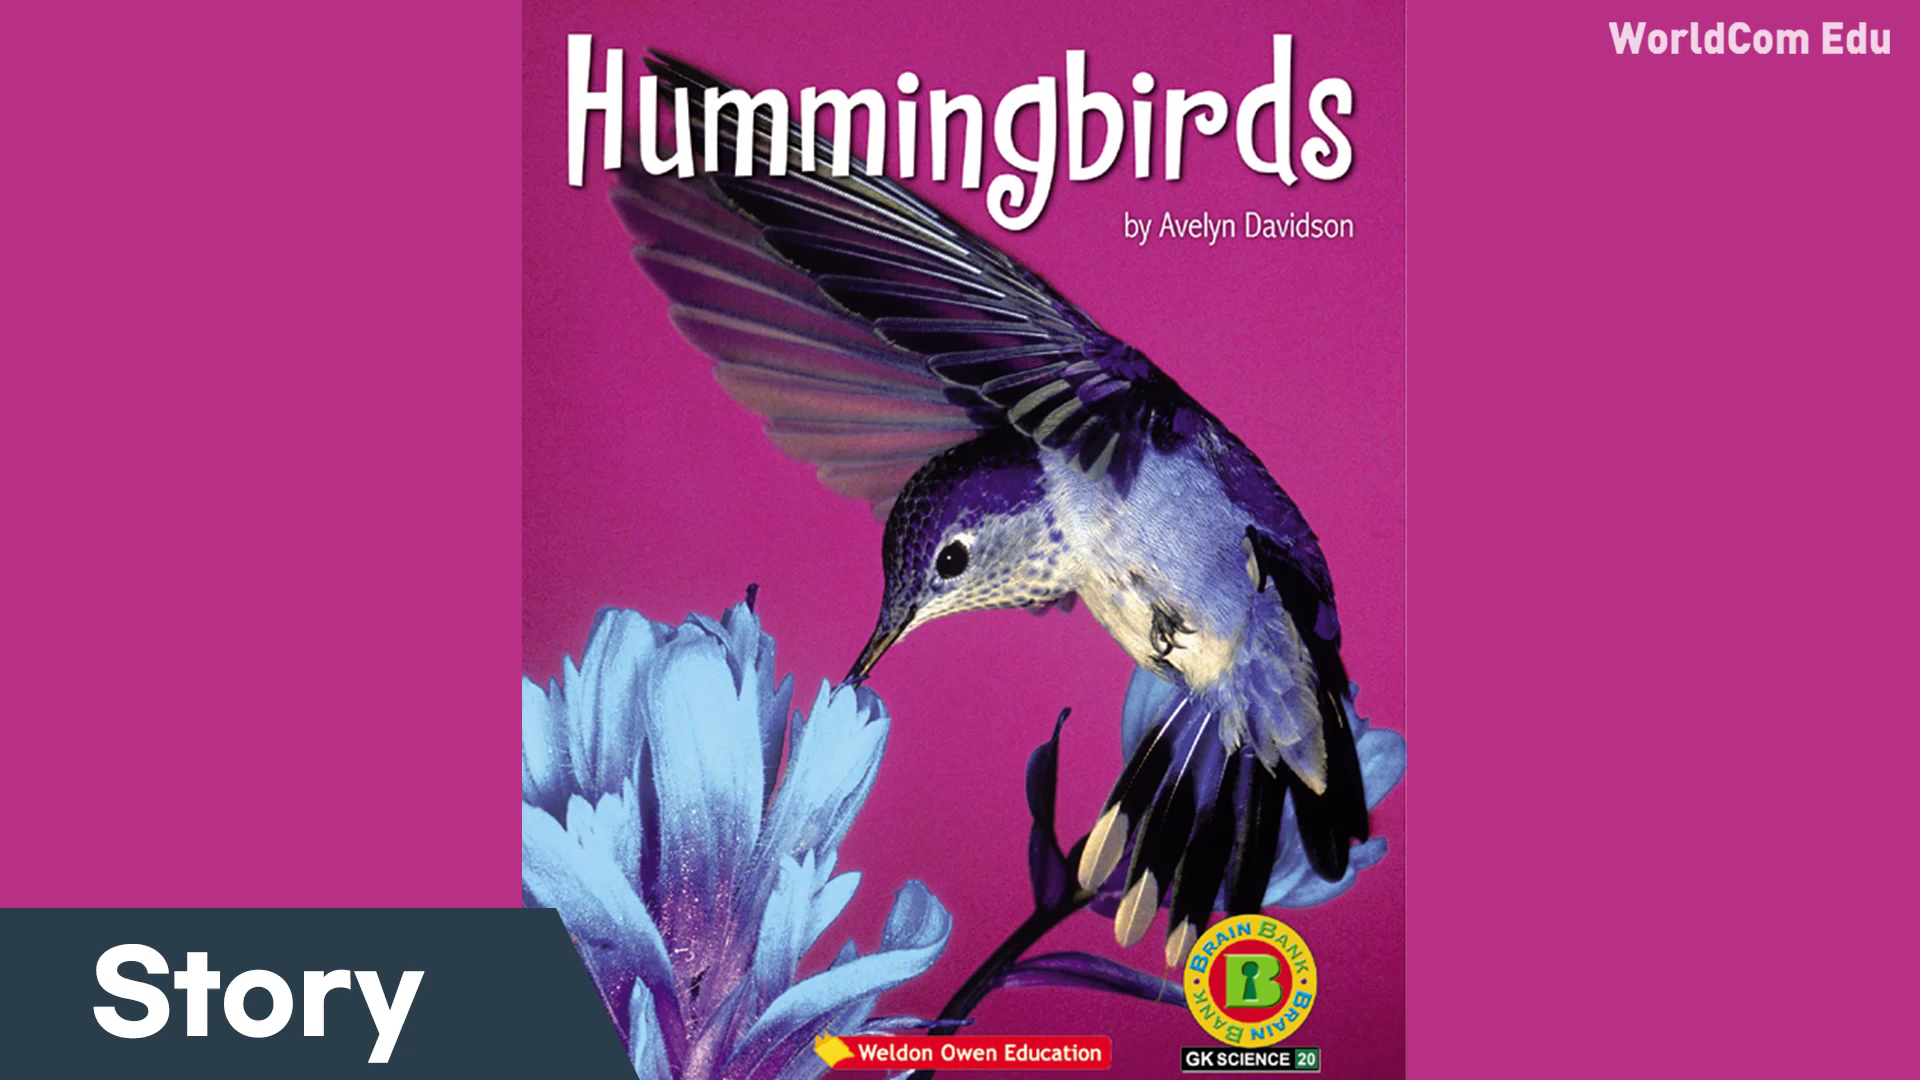 WorldCom Edu
Hummingbirds
by Avelyn Davidson
Story
BRAIN BANK • BRAIN BANK •
B
Weldon Owen Education
GK SCIENCE 20